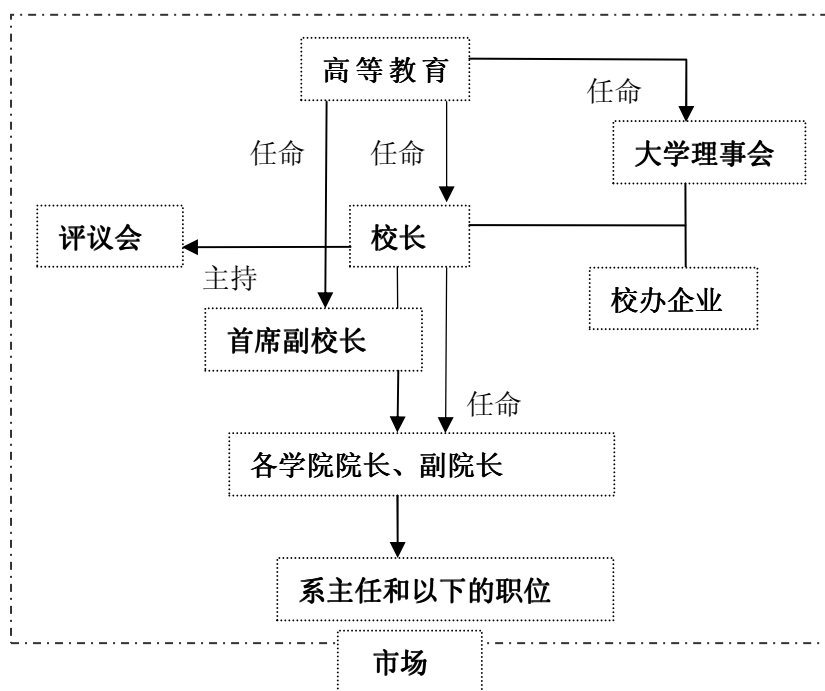 高等教育
任命
任命
任命
大学理事会
评议会
校长
主持
校办企业
首席副校长
任命
各学院院长、副院长
系主任和以下的职位
市场